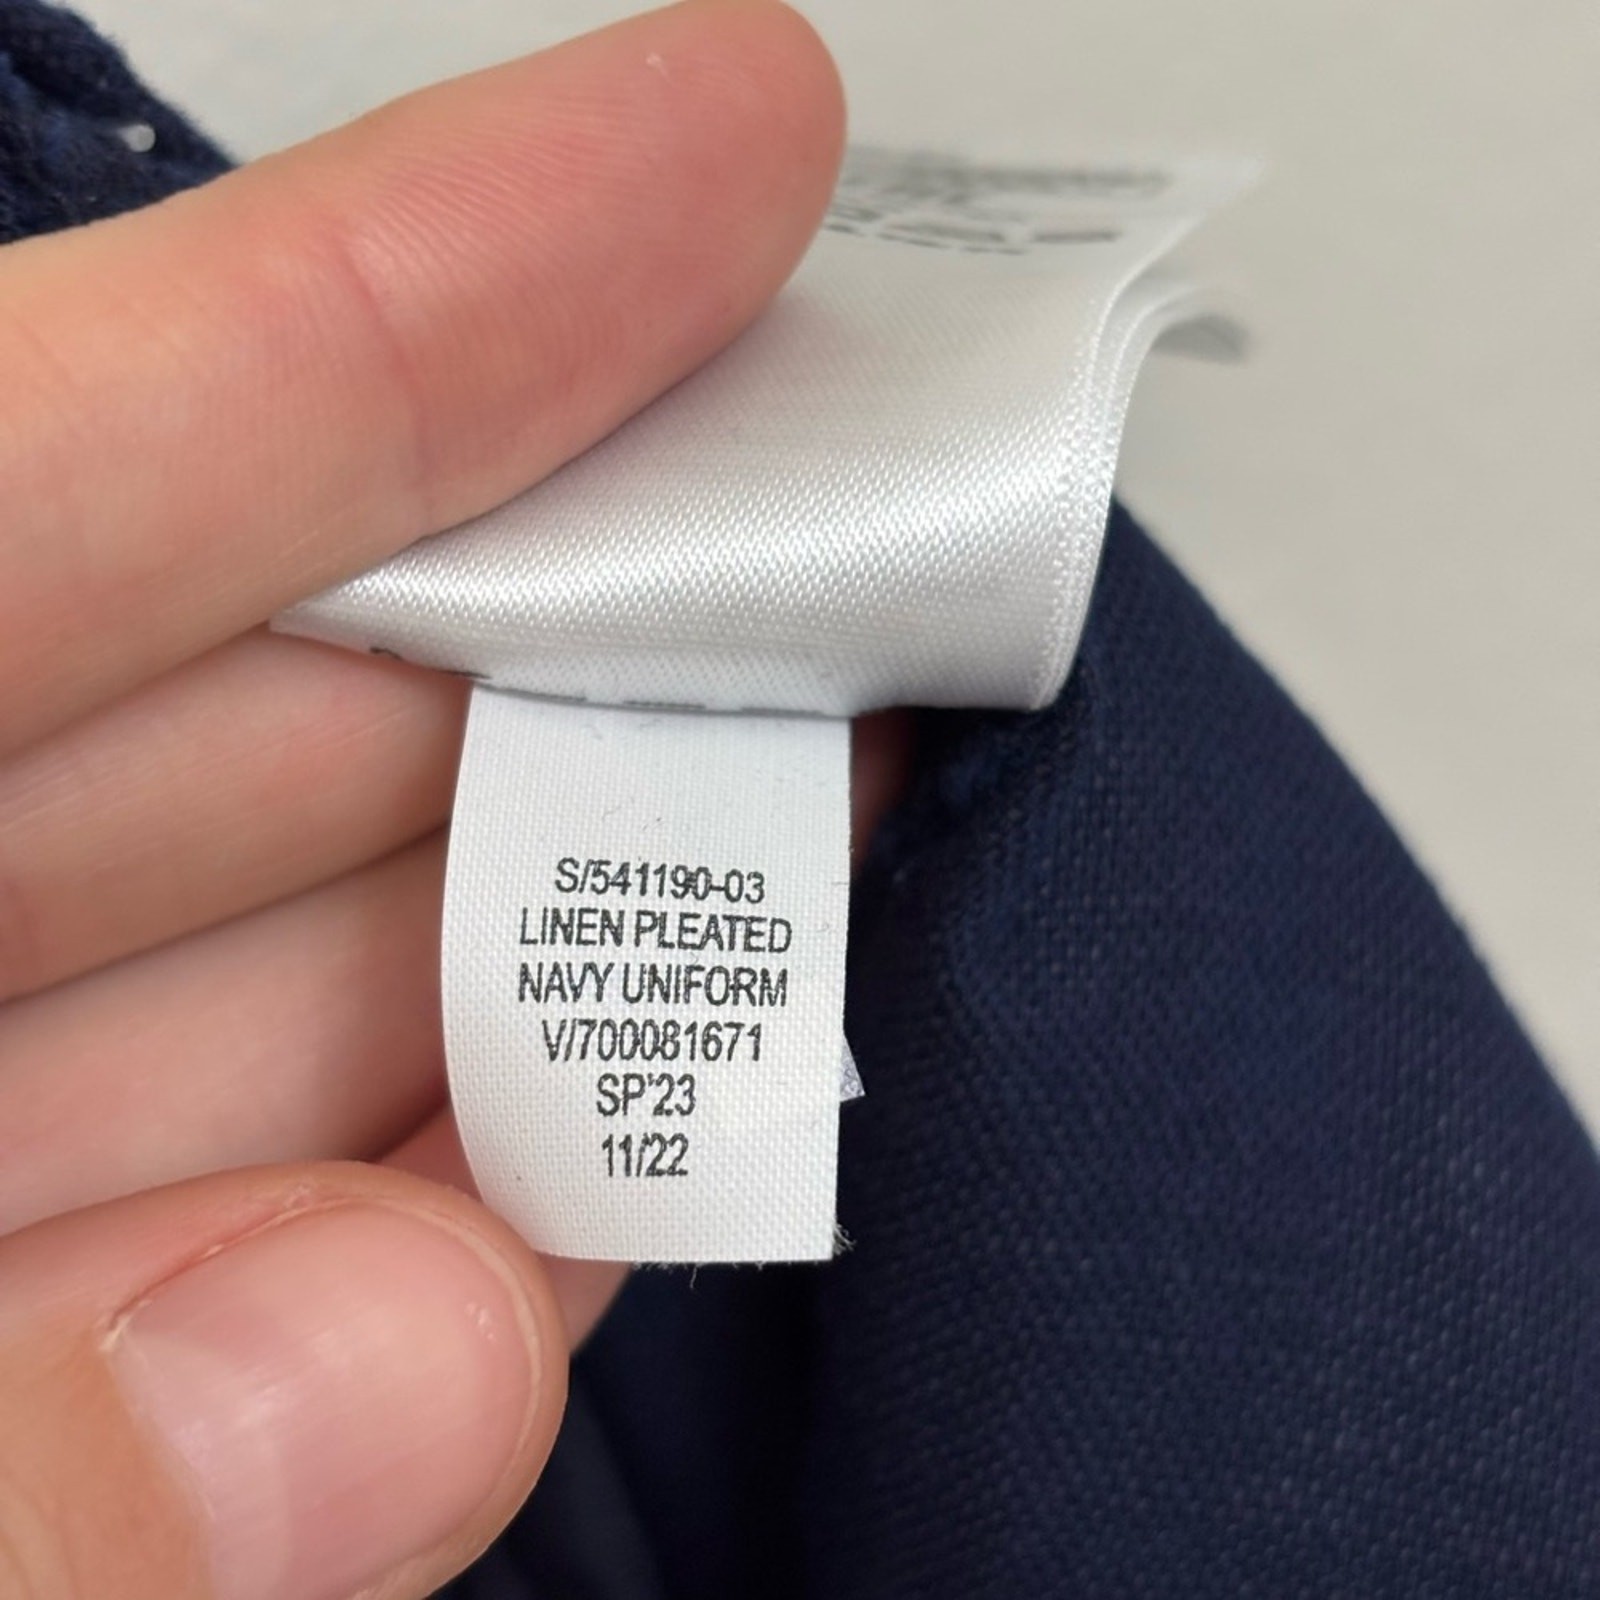 S/541190-03
LINEN PLEATED
NAVY UNIFORM
V/700081671
SP'23
11/22